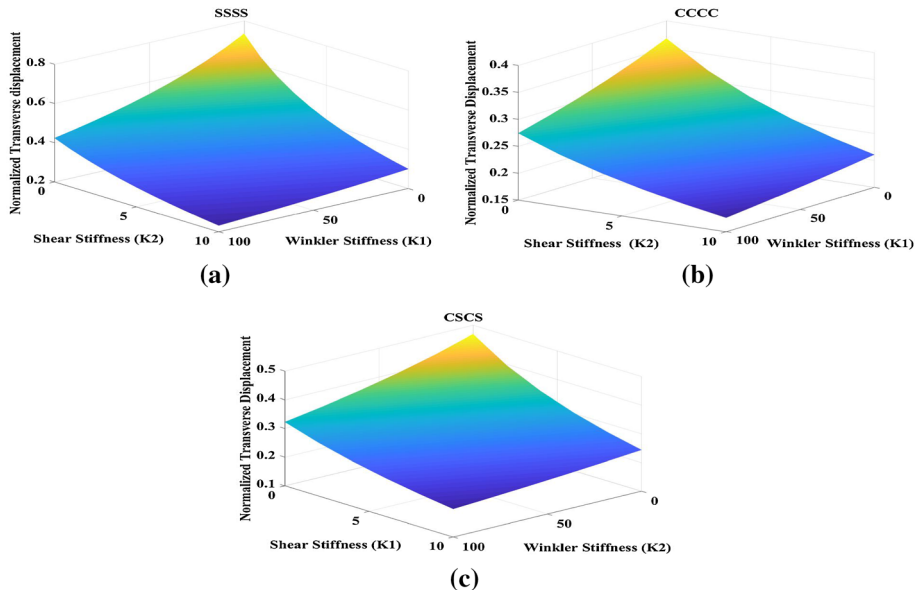 SSSS
Normalized Transverse displacement
0.8
0.6
0.4
0.2
0
5
10
Shear Stiffness (K2)
100
50
0
Winkler Stiffness (K1)
(a)
CCCC
Normalized Transverse Displacement
0.4
0.35
0.3
0.25
0.2
0.15
0
5
10
Shear Stiffness (K2)
100
50
0
Winkler Stiffness (K1)
(b)
CSCS
Normalized Transverse Displacement
0.5
0.4
0.3
0.2
0.1
0
5
10
Shear Stiffness (K1)
100
50
0
Winkler Stiffness (K2)
(c)